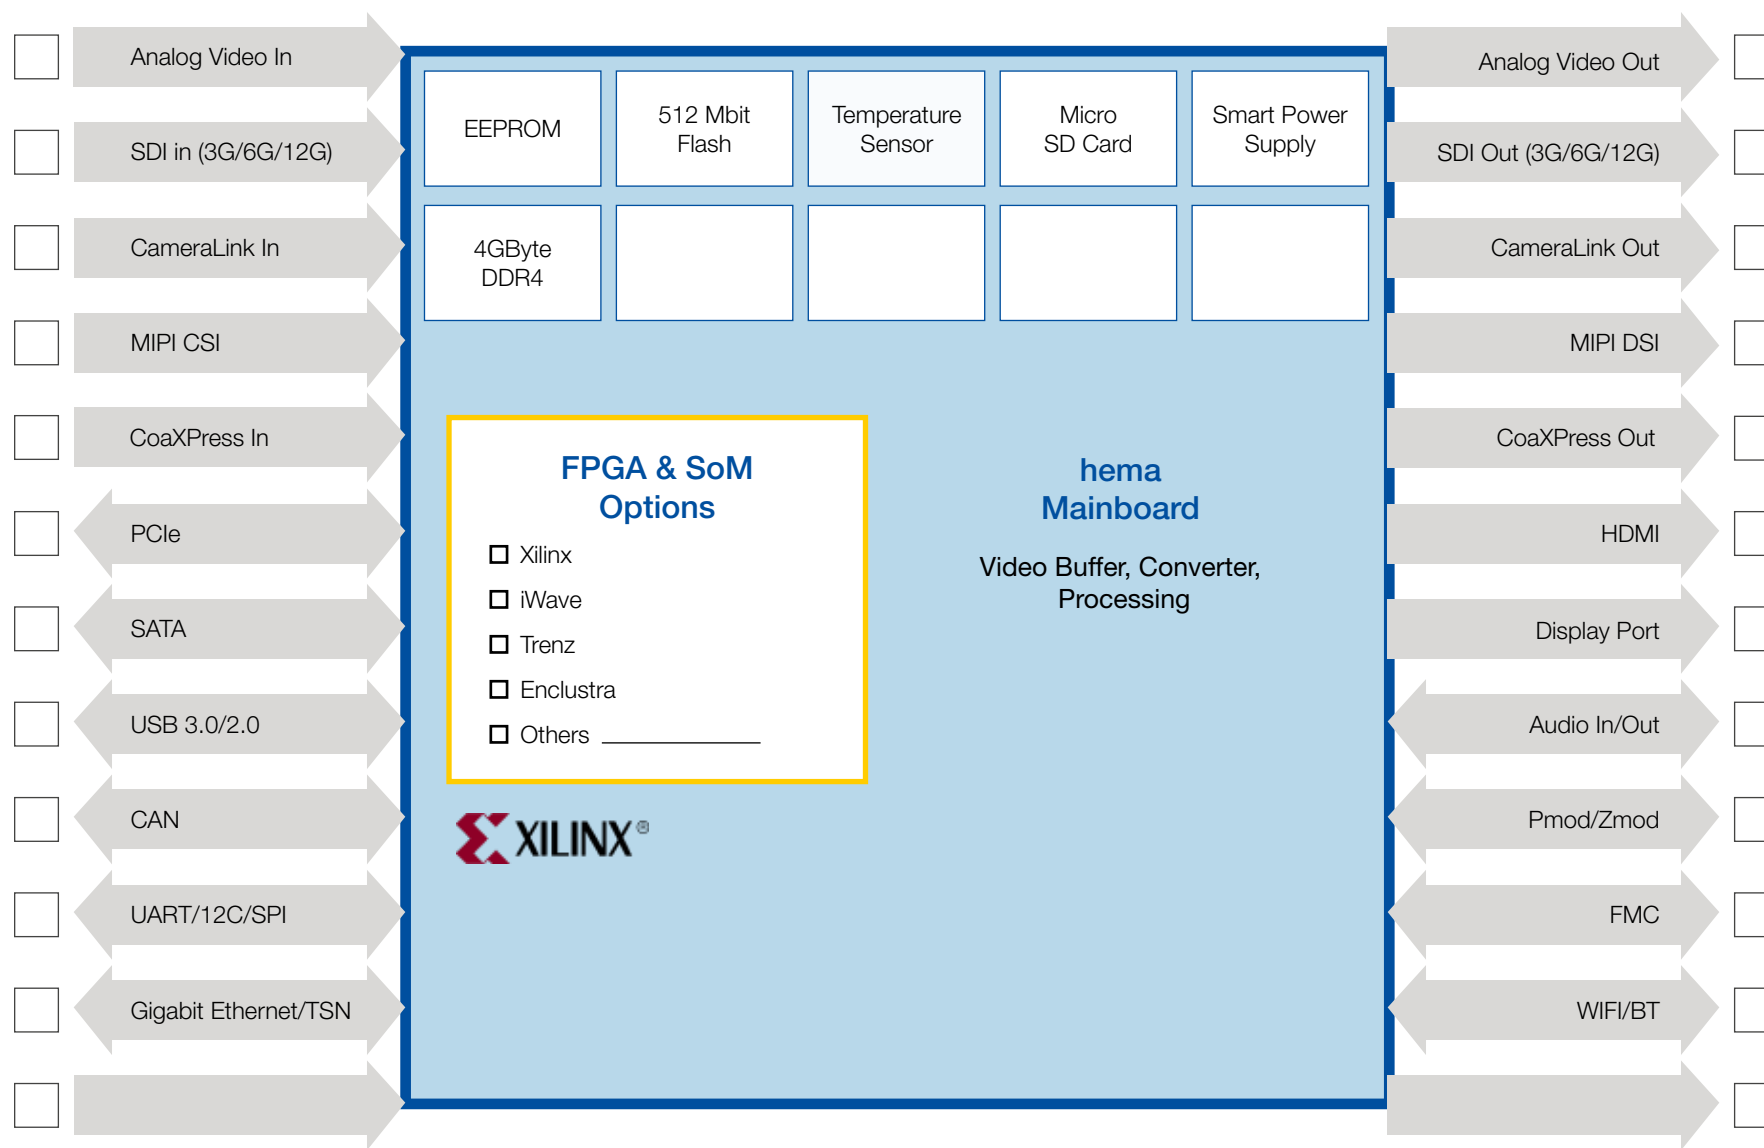 Analog Video In
SDI in (3G/6G/12G)
CameraLink In
MIPI CSI
CoaXPress In
PCIe
SATA
USB 3.0/2.0
CAN
UART/12C/SPI
Gigabit Ethernet/TSN
EEPROM
512 Mbit
Flash
Temperature
Sensor
Micro
SD Card
Smart Power
Supply
4GByte
DDR4
FPGA & SoM
Options
Xilinx
iWave
Trenz
Enclustra
Others
XILINX®
hema
Mainboard
Video Buffer, Converter,
Processing
Analog Video Out
SDI Out (3G/6G/12G)
CameraLink Out
MIPI DSI
CoaXPress Out
HDMI
Display Port
Audio In/Out
Pmod/Zmod
FMC
WIFI/BT